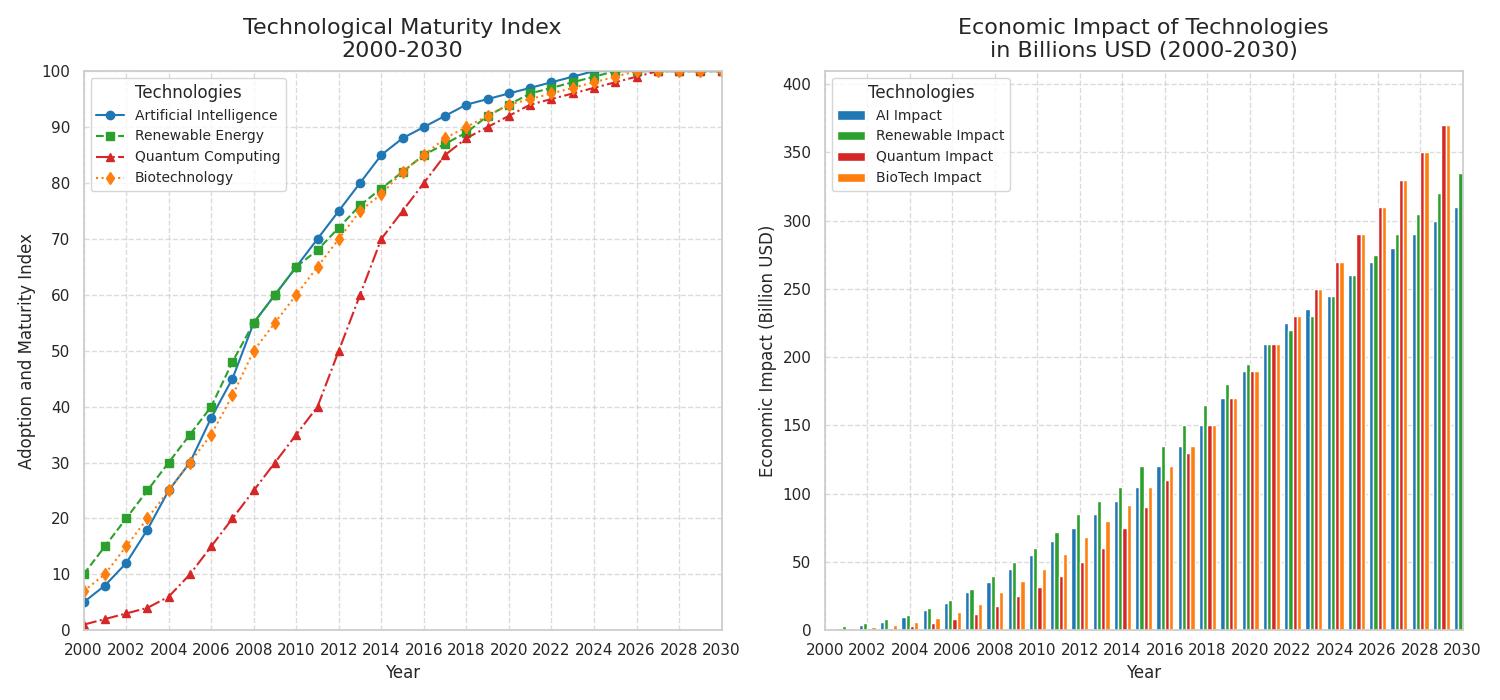 Technological Maturity Index
2000-2030
Adoption and Maturity Index
100
90
80
70
60
50
40
30
20
10
0
Technologies
Artificial Intelligence
Renewable Energy
Quantum Computing
Biotechnology
2000 2002 2004 2006 2008 2010 2012 2014 2016 2018 2020 2022 2024 2026 2028 2030
Year
Economic Impact of Technologies
in Billions USD (2000-2030)
Economic Impact (Billion USD)
400
350
300
250
200
150
100
50
0
Technologies
AI Impact
Renewable Impact
Quantum Impact
BioTech Impact
2000 2002 2004 2006 2008 2010 2012 2014 2016 2018 2020 2022 2024 2026 2028 2030
Year